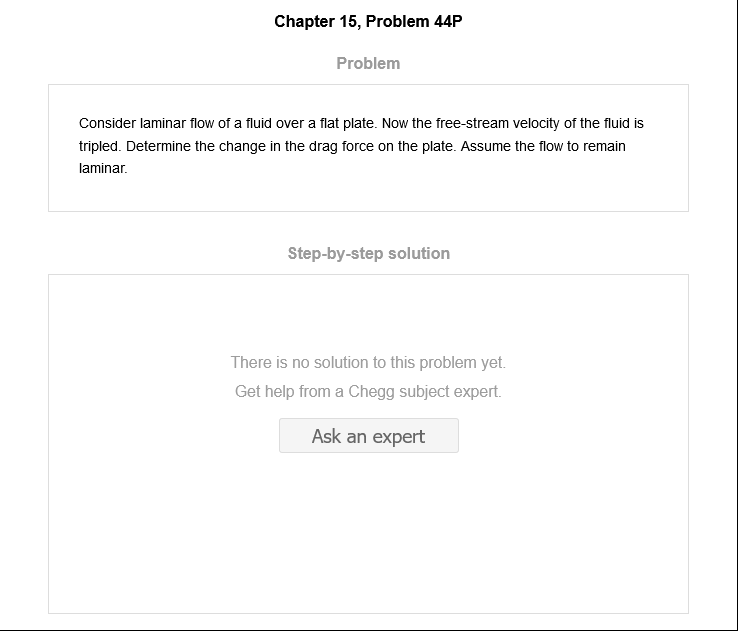 Chapter 15, Problem 44P
Problem
Consider laminar flow of a fluid over a flat plate. Now the free-stream velocity of the fluid is
tripled. Determine the change in the drag force on the plate. Assume the flow to remain
laminar.
Step-by-step solution
There is no solution to this problem yet.
Get help from a Chegg subject expert.
Ask an expert